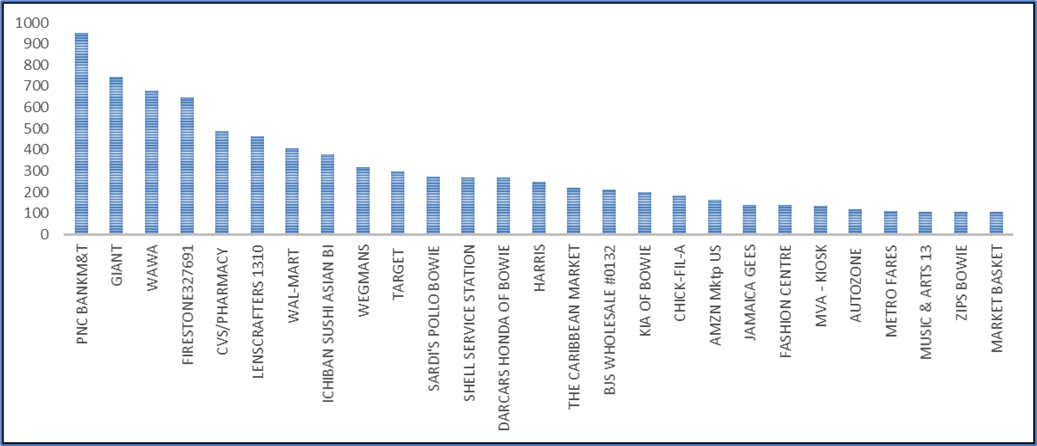 1000
900
800
700
600
500
400
300
200
100
0
PNC BANKM&T
GIANT
WAWA
FIRESTONE327691
CVS/PHARMACY
LENSCRAFTERS 1310
WAL-MART
ICHIBAN SUSHI ASIAN BI
WEGMANS
TARGET
SARDI'S POLLO BOWIE
SHELL SERVICE STATION
DARCARS HONDA OF BOWIE
HARRIS
THE CARIBBEAN MARKET
BJS WHOLESALE #0132
KIA OF BOWIE
CHICK-FIL-A
AMZN Mktp US
JAMAICA GEES
FASHION CENTRE
MVA - KIOSK
AUTOZONE
METRO FARES
MUSIC & ARTS 13
ZIPS BOWIE
MARKET BASKET